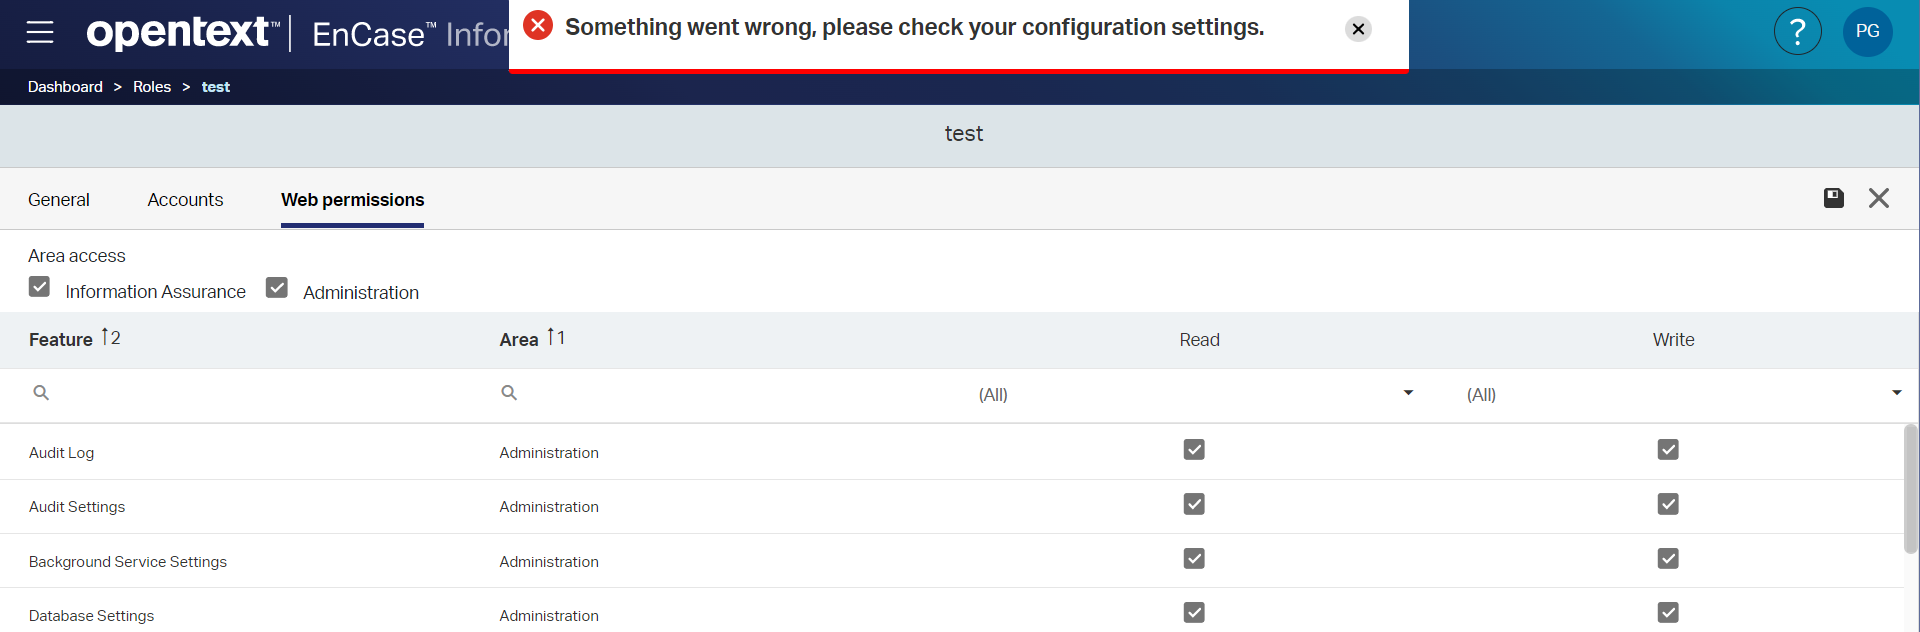 opentext™ | EnCase™ Infor
Something went wrong, please check your configuration settings.
? PG
Dashboard > Roles > test
test
General Accounts Web permissions
Area access
Information Assurance Administration
Feature ↑2 Area ↑1 Read Write
(All) (All)
Audit Log Administration
Audit Settings Administration
Background Service Settings Administration
Database Settings Administration